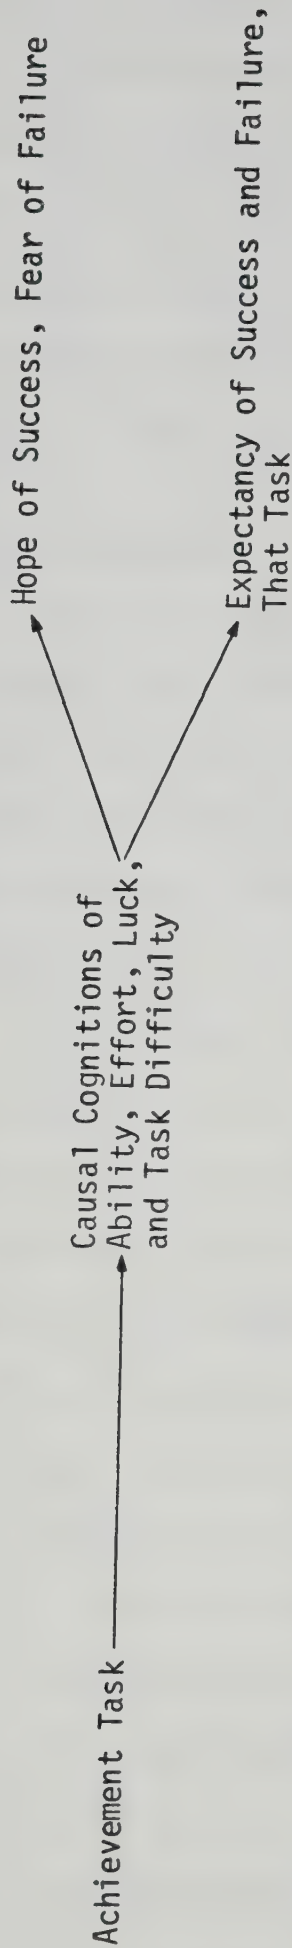 Achievement Task
Causal Cognitions of
Ability, Effort, Luck,
and Task Difficulty
Hope of Success, Fear of Failure
Expectancy of Success and Failure,
That Task